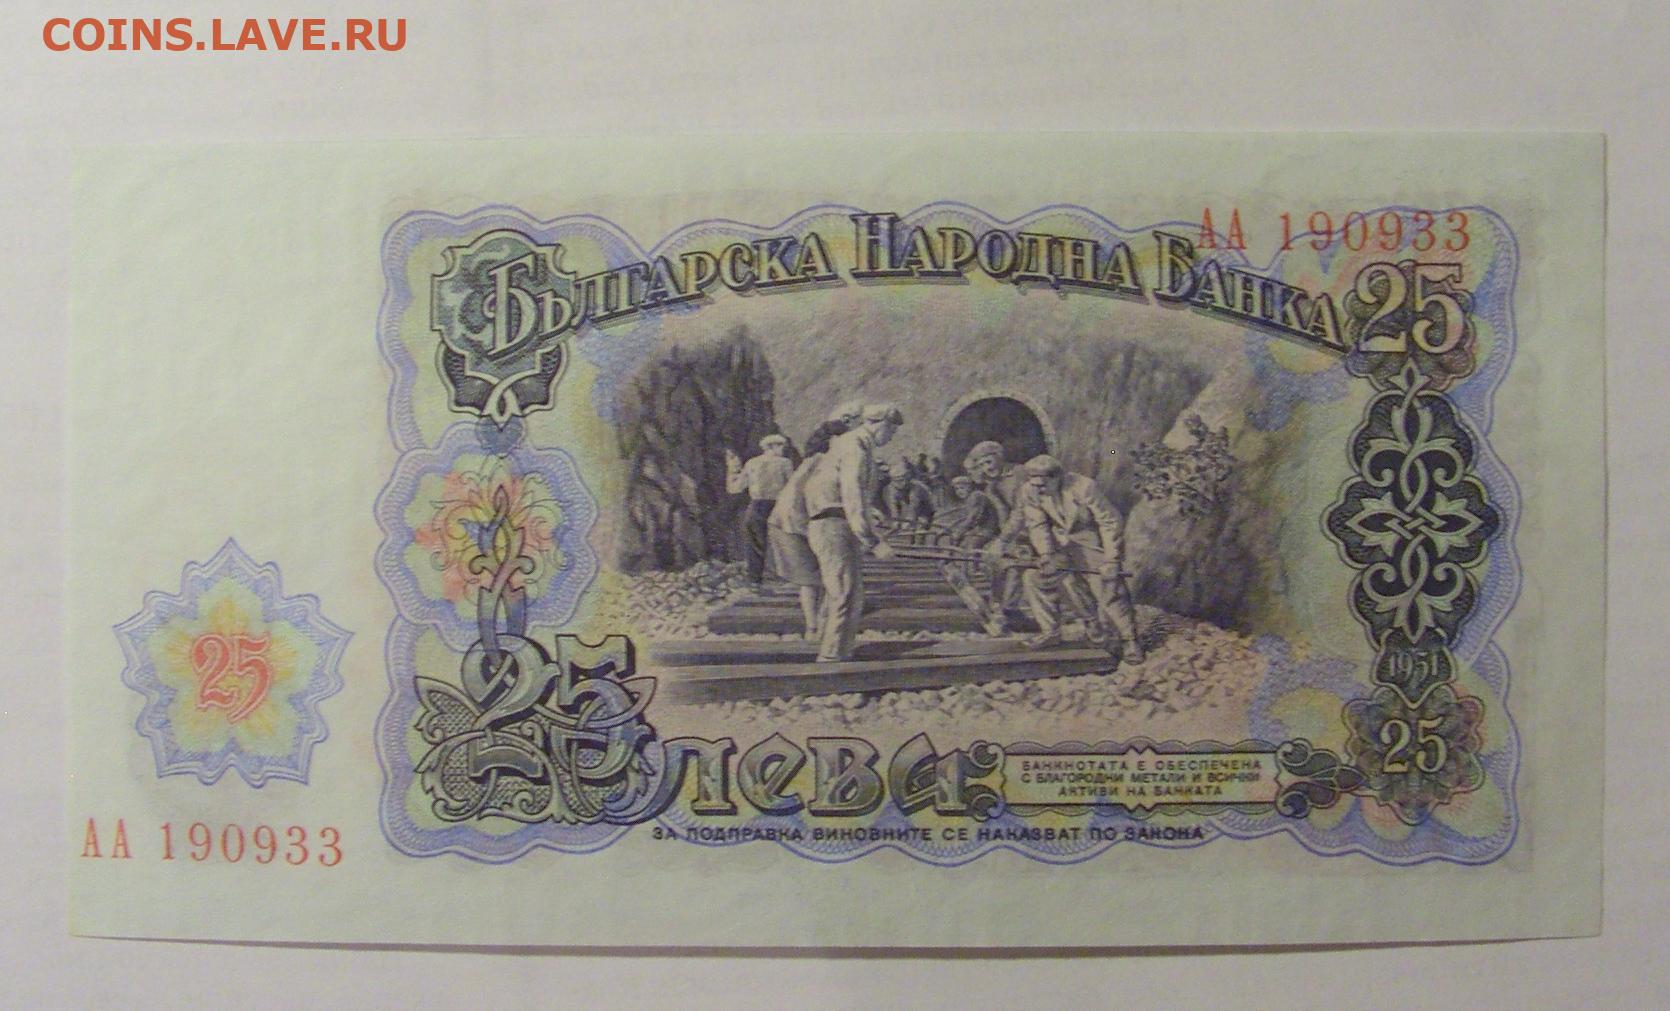 COINS.LAVE.RU
АА 190933
БЪЛГАРСКА НАРОДНА БАНКА
25
25
1951
25
25 лева
БАНКНОТАТА Е ОБЕСПЕЧЕНА
С БЛАГОРОДНИ МЕТАЛИ И ВСИЧКИ
АКТИВИ НА БАНКАТА
ЗА ПОДПРАВКА ВИНОВНИТЕ СЕ НАКАЗВАТ ПО ЗАКОНА
АА 190933